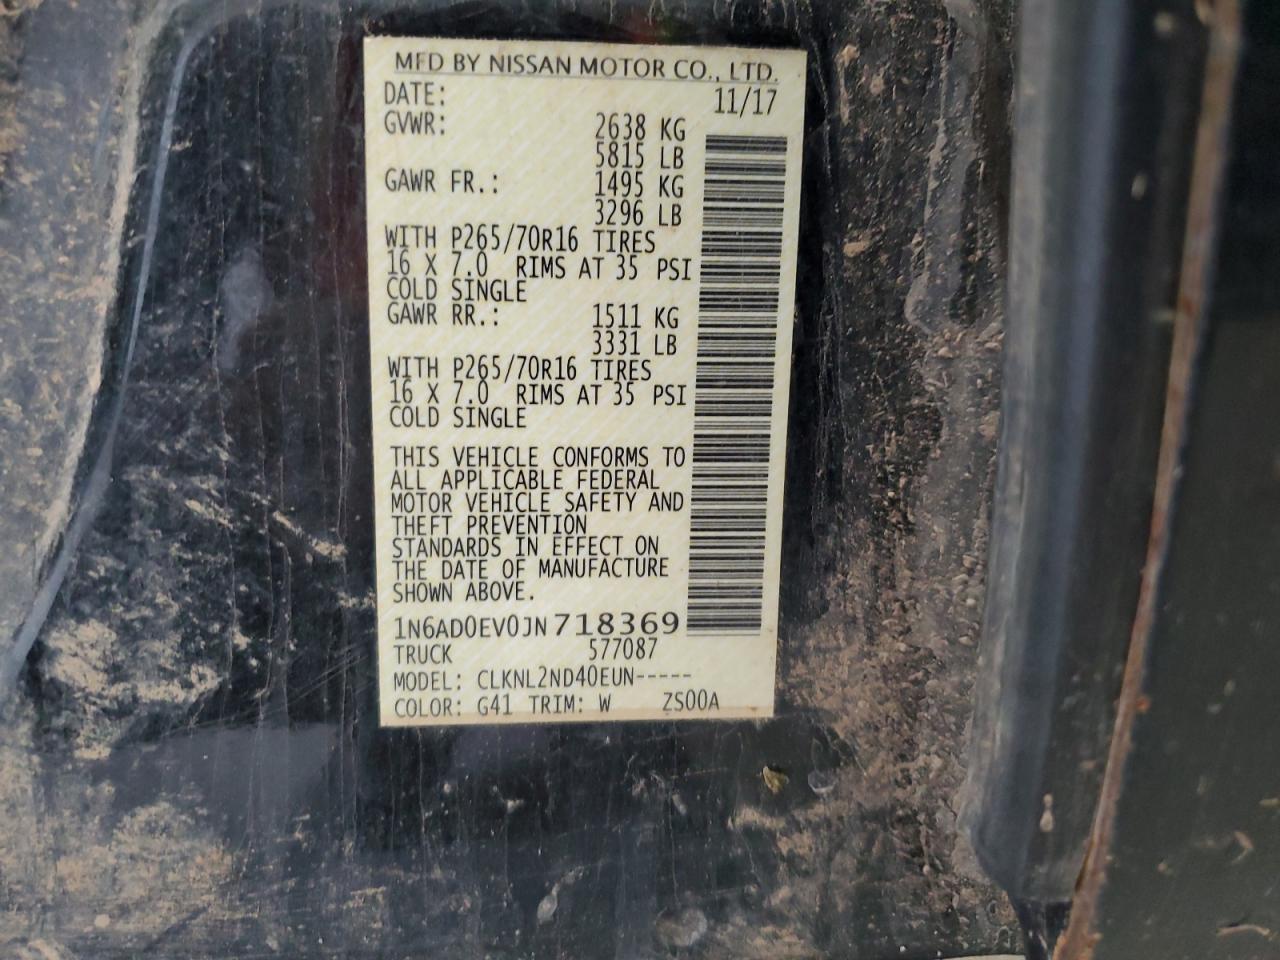 MFD BY NISSAN MOTOR CO., LTD.
DATE: 11/17
GVWR: 2638 KG
5815 LB
GAWR FR.: 1495 KG
3296 LB
WITH P265/70R16 TIRES
16 X 7.0 RIMS AT 35 PSI
COLD SINGLE
GAWR RR.: 1511 KG
3331 LB
WITH P265/70R16 TIRES
16 X 7.0 RIMS AT 35 PSI
COLD SINGLE
THIS VEHICLE CONFORMS TO
ALL APPLICABLE FEDERAL
MOTOR VEHICLE SAFETY AND
THEFT PREVENTION
STANDARDS IN EFFECT ON
THE DATE OF MANUFACTURE
SHOWN ABOVE.
1N6AD0EV0JN718369
TRUCK 577087
MODEL: CLKNL2ND40EUN-----
COLOR: G41 TRIM: W ZS00A